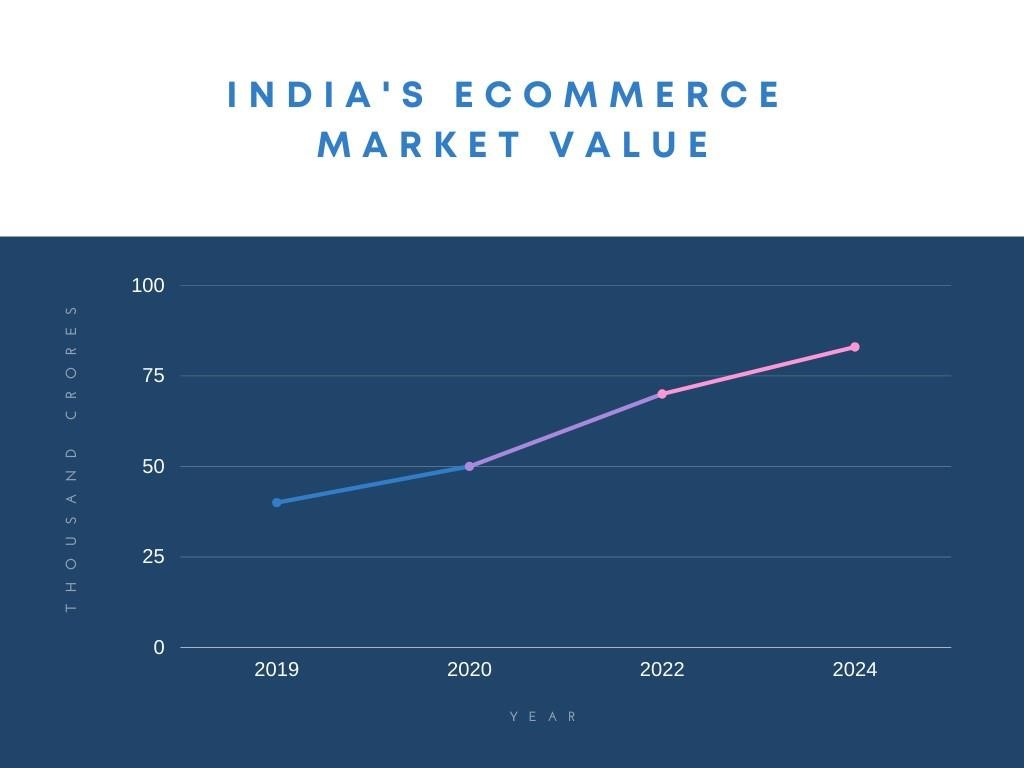 INDIA'S ECOMMERCE
MARKET VALUE
THOUSAND CRORES
100
75
50
25
0
2019 2020 2022 2024
YEAR